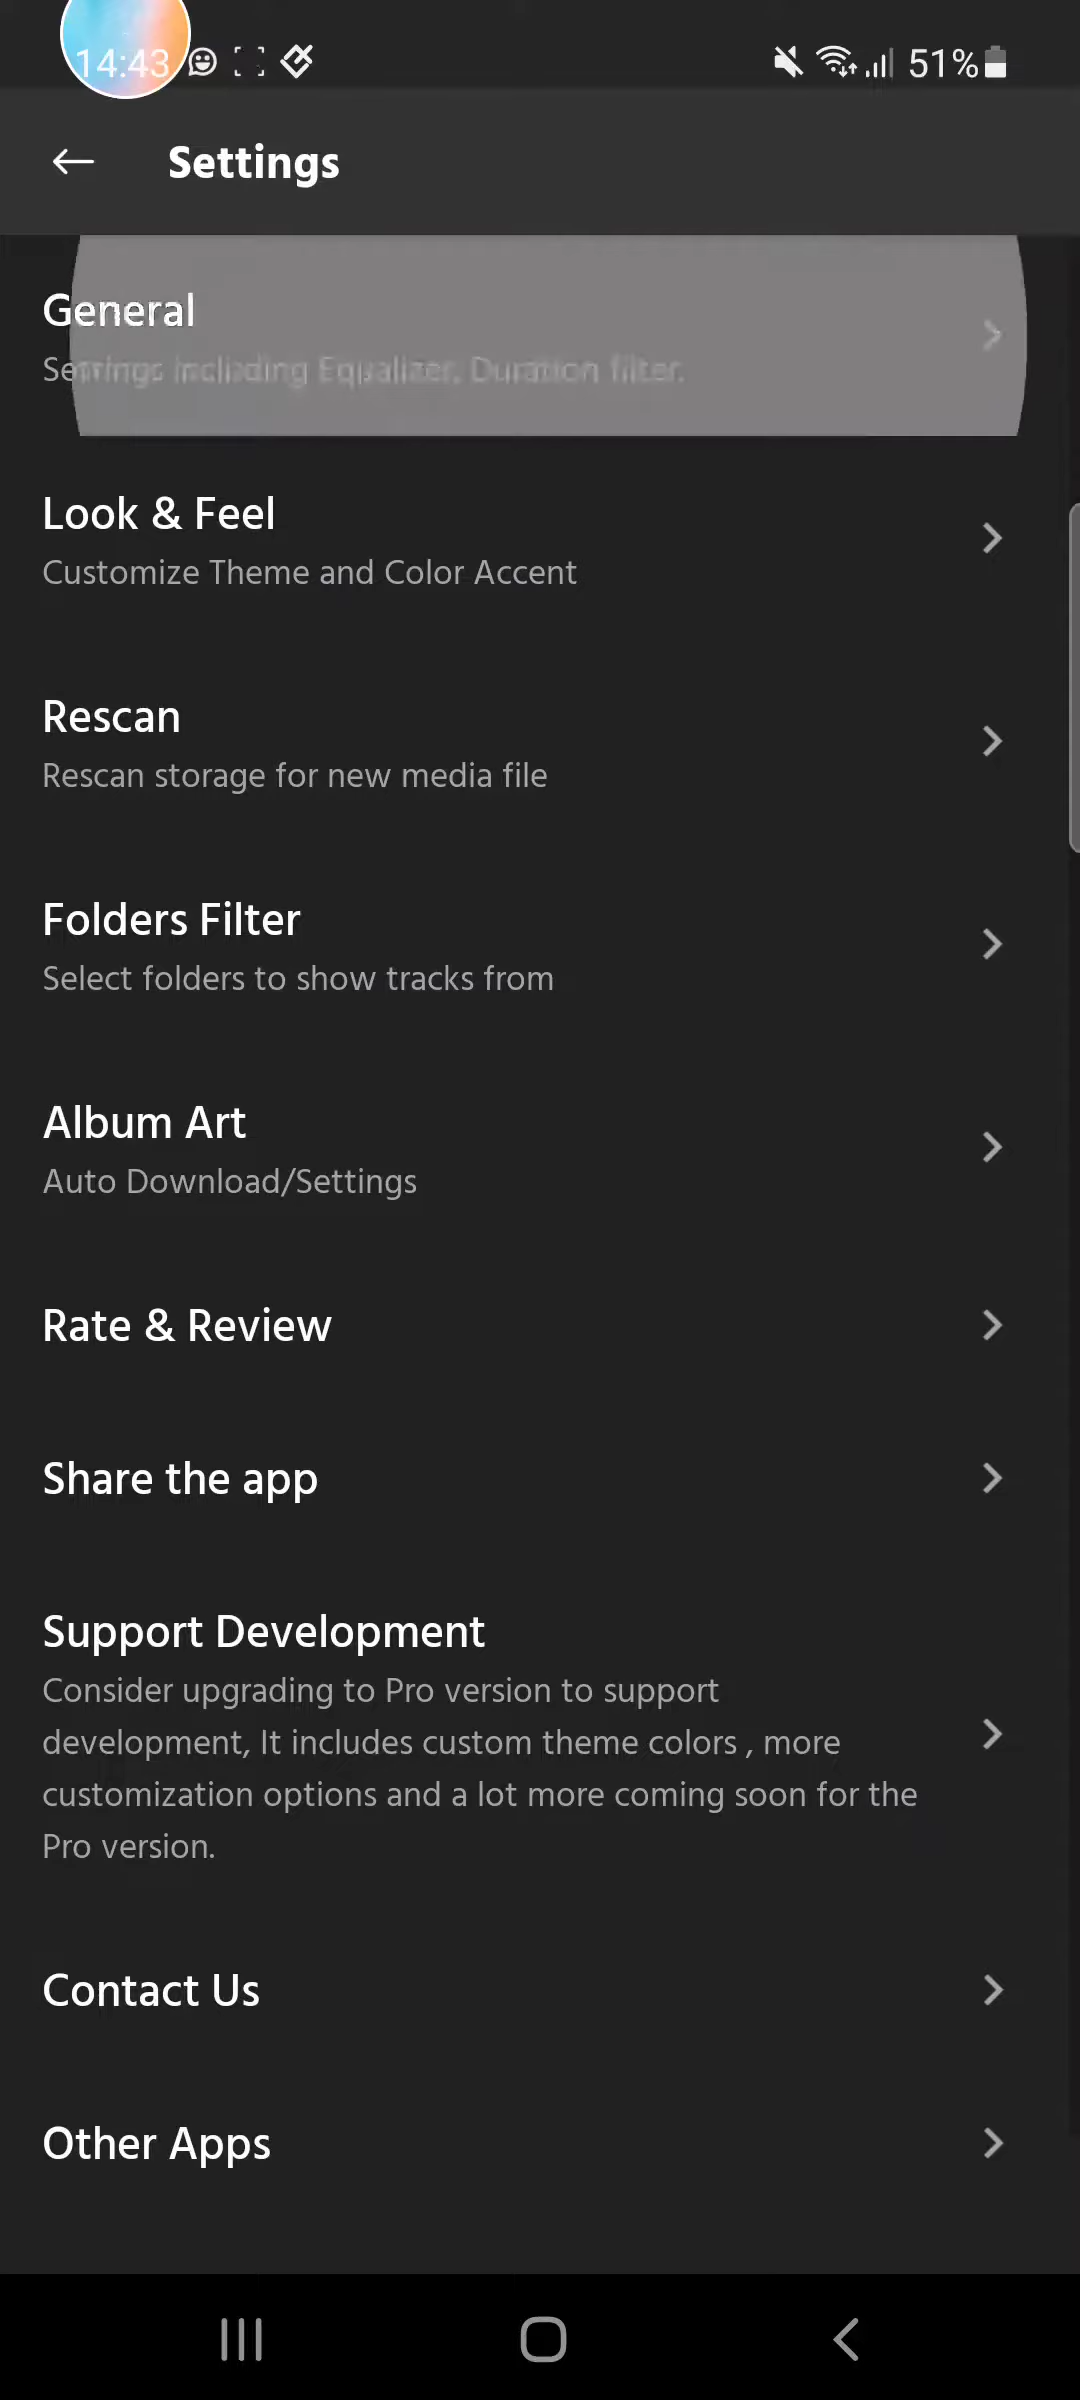 14:43
51%
Settings
General
Settings including Equalizer, Duration filter.
Look & Feel
Customize Theme and Color Accent
Rescan
Rescan storage for new media file
Folders Filter
Select folders to show tracks from
Album Art
Auto Download/Settings
Rate & Review
Share the app
Support Development
Consider upgrading to Pro version to support
development, It includes custom theme colors , more
customization options and a lot more coming soon for the
Pro version.
Contact Us
Other Apps